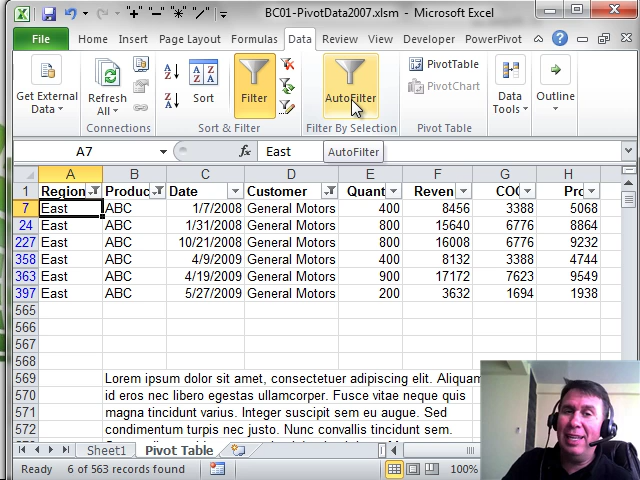 BC01-PivotData2007.xlsm - Microsoft Excel
File Home Insert Page Layout Formulas Data Review View Developer PowerPivot
Get External Data
Refresh All
Connections
Sort
Filter
Sort & Filter
AutoFilter
Filter By Selection
PivotTable
PivotChart
Pivot Table
Data Tools
Outline
A7 fx East
AutoFilter
A B C D E F G H
1 Region Produc Date Customer Quant Reven COG Pro
7 East ABC 1/7/2008 General Motors 400 8456 3388 5068
24 East ABC 1/31/2008 General Motors 800 15640 6776 8864
227 East ABC 10/21/2008 General Motors 800 16008 6776 9232
358 East ABC 4/9/2009 General Motors 400 8132 3388 4744
363 East ABC 4/19/2009 General Motors 900 17172 7623 9549
397 East ABC 5/27/2009 General Motors 200 3632 1694 1938
565
566
567
568
569 Lorem ipsum dolor sit amet, consectetuer adipiscing elit. Aliquam
570 id eros nec libero egestas ullamcorper. Fusce vitae neque quis
571 magna tincidunt varius. Integer suscipit sem eu augue. Sed
572 condimentum turpis nec justo. Nunc convallis tincidunt
Sheet1 Pivot Table
Ready 6 of 563 records found 100%